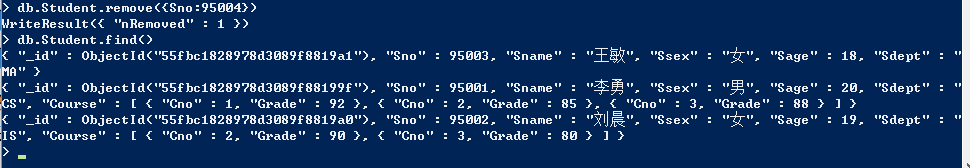 > db.Student.remove({Sno:95004})
WriteResult({ "nRemoved" : 1 })
> db.Student.find()
{ "_id" : ObjectId("55fbc1828978d3089f8819a1"), "Sno" : 95003, "Sname" : "王敏", "Ssex" : "女", "Sage" : 18, "Sdept" : "
MA" }
{ "_id" : ObjectId("55fbc1828978d3089f88199f"), "Sno" : 95001, "Sname" : "李勇", "Ssex" : "男", "Sage" : 20, "Sdept" : "
CS", "Course" : [ { "Cno" : 1, "Grade" : 92 }, { "Cno" : 2, "Grade" : 85 }, { "Cno" : 3, "Grade" : 88 } ] }
{ "_id" : ObjectId("55fbc1828978d3089f8819a0"), "Sno" : 95002, "Sname" : "刘晨", "Ssex" : "女", "Sage" : 19, "Sdept" : "
IS", "Course" : [ { "Cno" : 2, "Grade" : 90 }, { "Cno" : 3, "Grade" : 80 } ] }
>